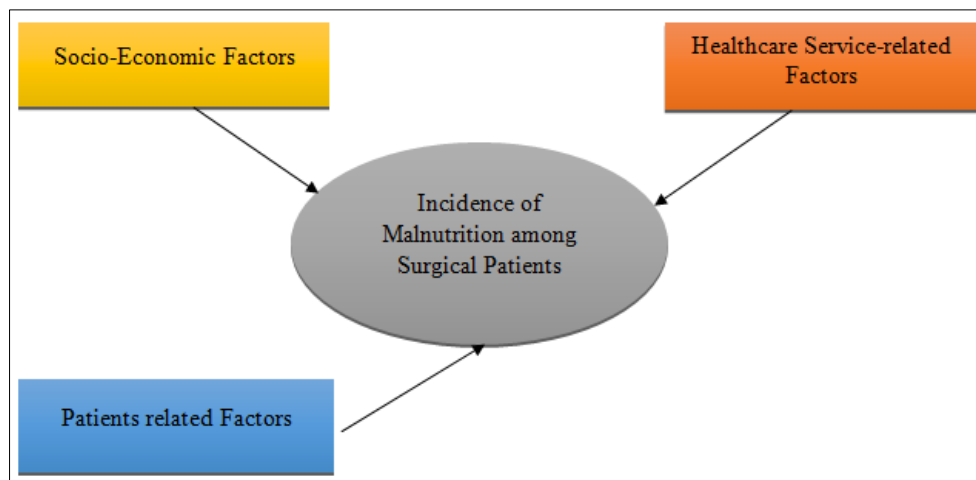 Socio-Economic Factors
Healthcare Service-related
Factors
Incidence of
Malnutrition among
Surgical Patients
Patients related Factors